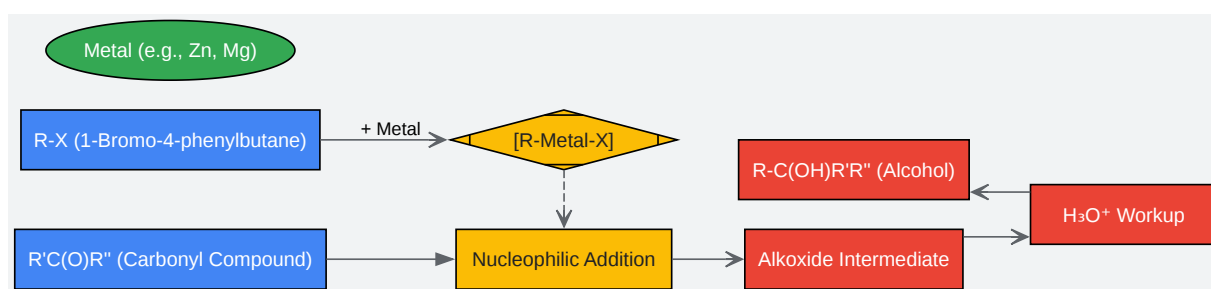 Metal (e.g., Zn, Mg)
R-X (1-Bromo-4-phenylbutane)
+ Metal
[R-Metal-X]
R-C(OH)R'R" (Alcohol)
H₃O⁺ Workup
R'C(O)R" (Carbonyl Compound)
Nucleophilic Addition
Alkoxide Intermediate